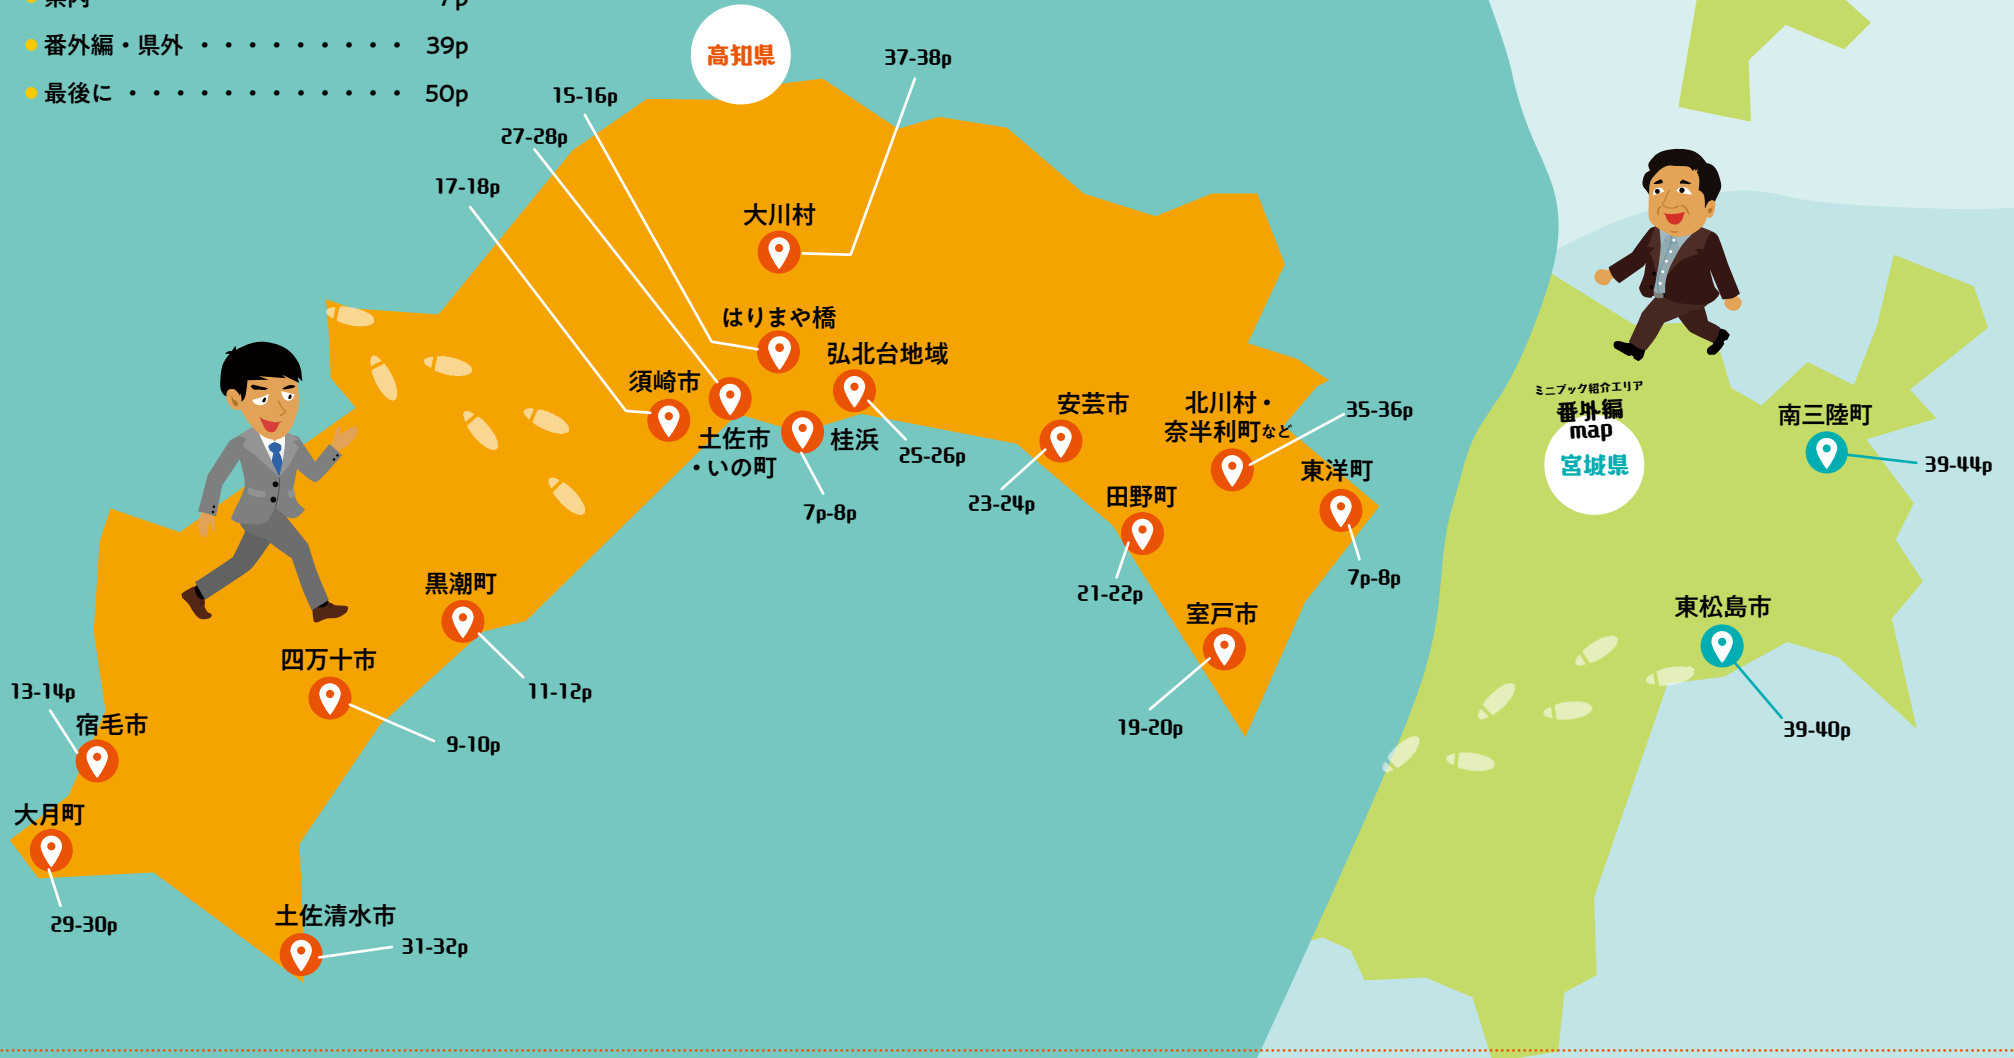 県内 7p
番外編・県外 ・・・・・・・・・ 39p
最後に ・・・・・・・・・・・・ 50p
高知県
37-38p
15-16p
27-28p
17-18p
大川村
はりまや橋
弘北台地域
須崎市
土佐市
・いの町
桂浜
25-26p
7p-8p
安芸市
23-24p
北川村・
奈半利町など
35-36p
東洋町
7p-8p
田野町
21-22p
室戸市
19-20p
黒潮町
11-12p
四万十市
9-10p
13-14p
宿毛市
大月町
29-30p
土佐清水市
31-32p
ミニブック紹介エリア
番外編
map
宮城県
南三陸町
39-44p
東松島市
39-40p